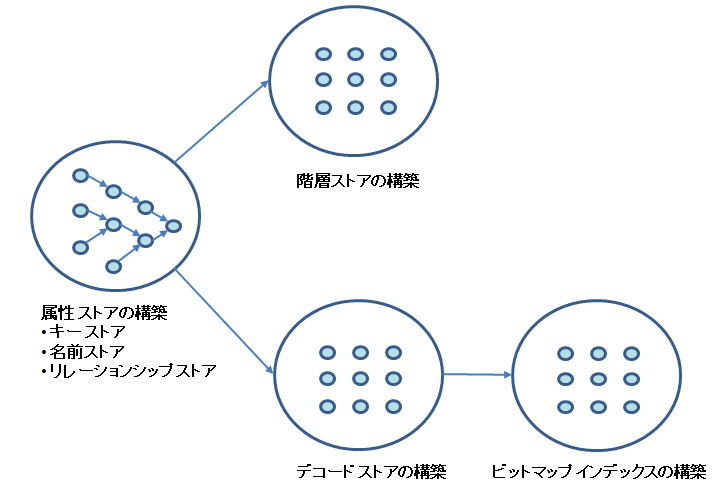 階層ストアの構築
属性ストアの構築
•キーストア
•名前ストア
•リレーションシップストア
デコードストアの構築
ビットマップインデックスの構築